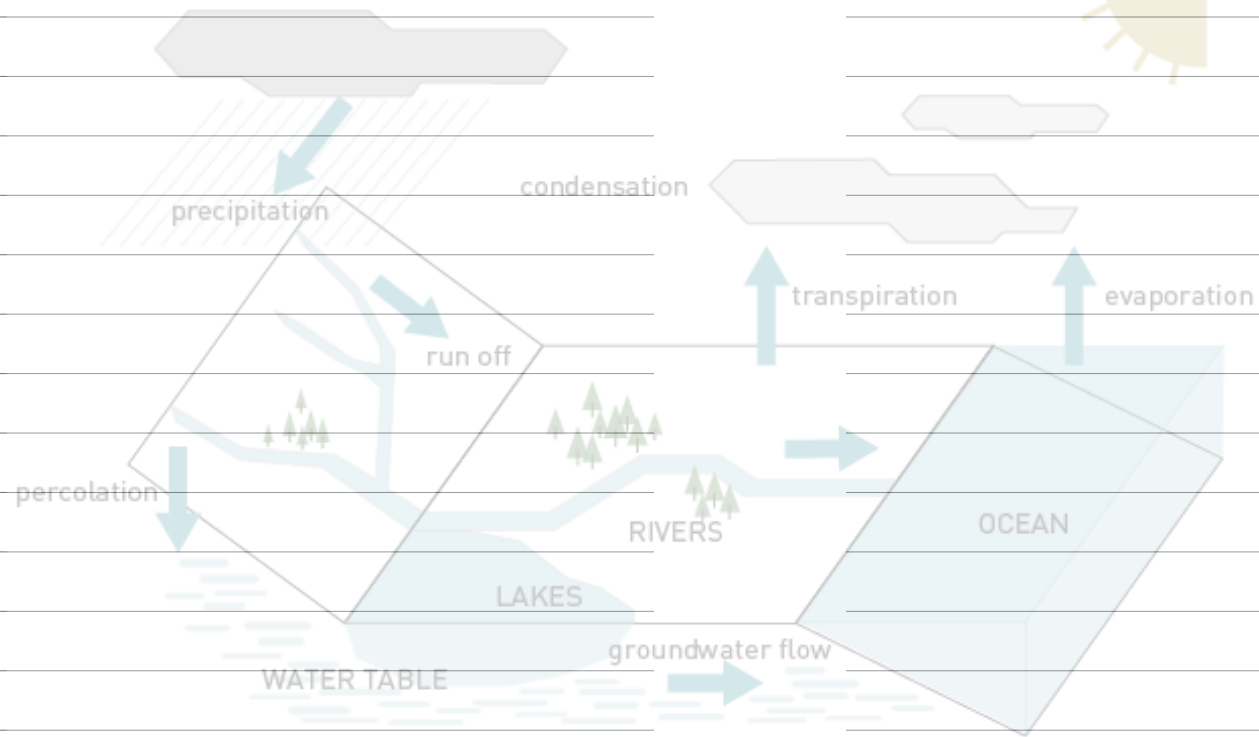 condensation
precipitation
transpiration
evaporation
run off
percolation
OCEAN
RIVERS
LAKES
groundwater flow
WATER TABLE